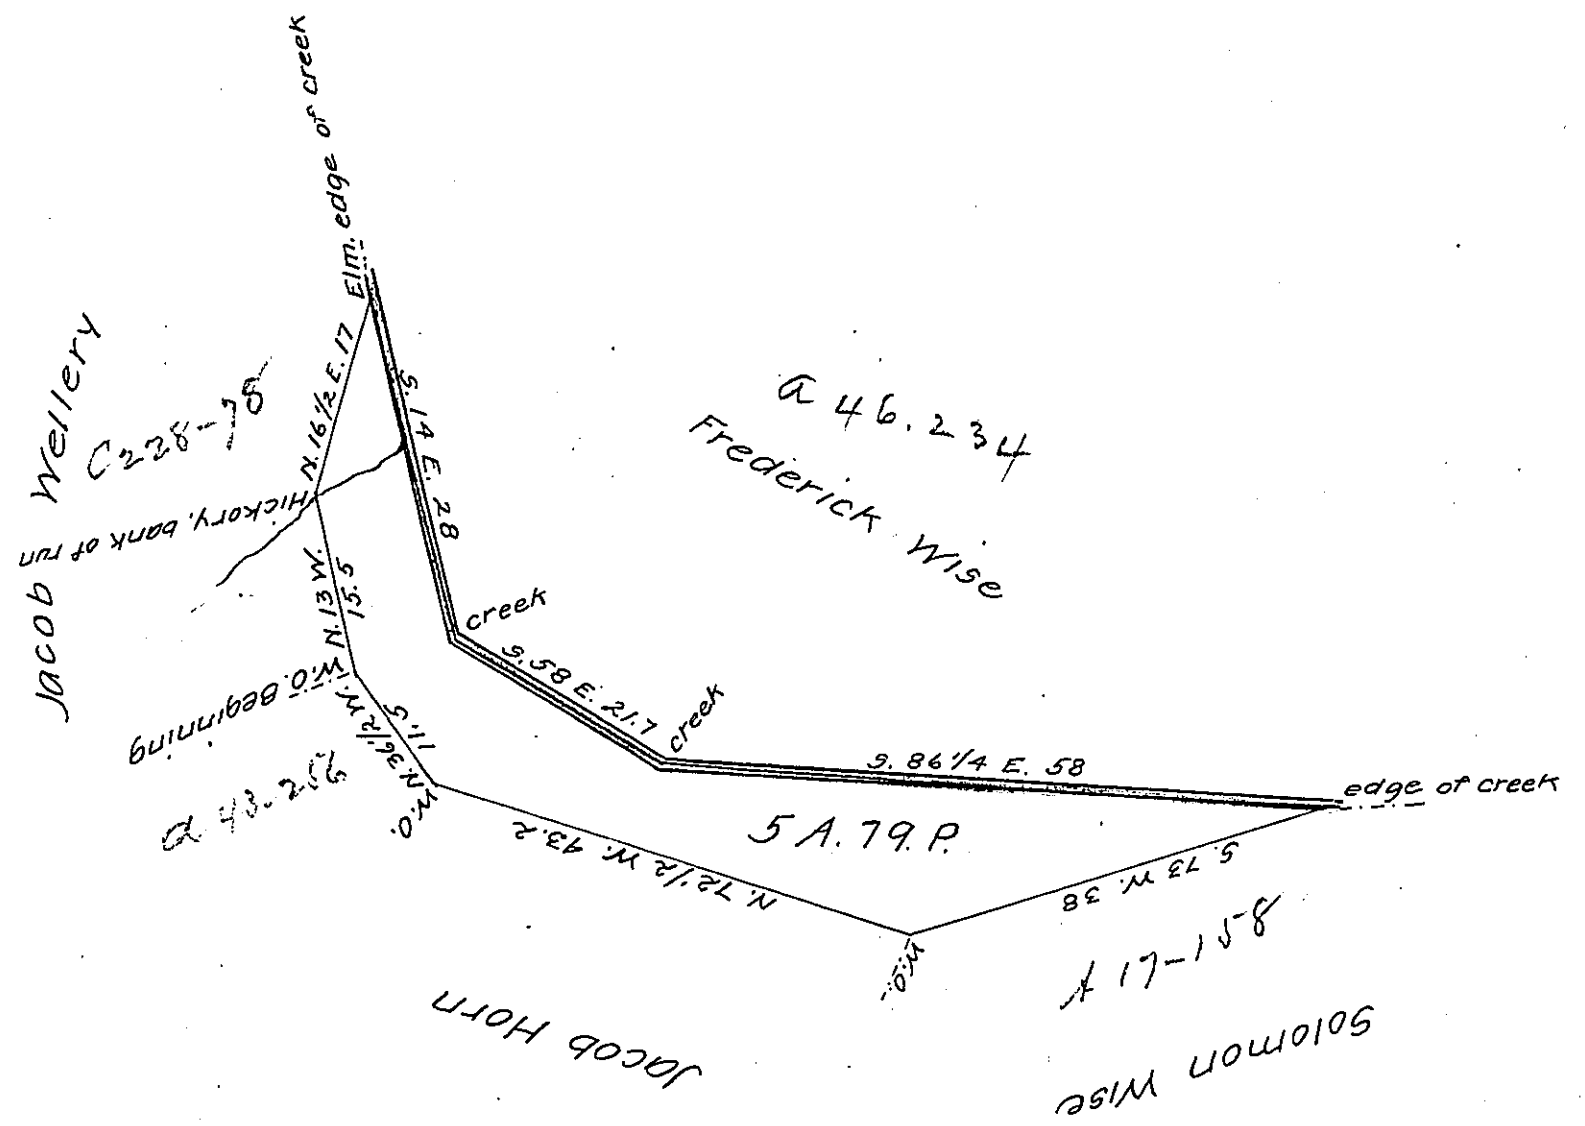 Elm. edge of creek
N. 16 1/2 E. 17
S. 14 E. 28
Jacob Wellery
C228-78
a 46.234
Frederick Wise
Hickory, bank of run
N. 13 W.
15.5
creek
S. 58 E. 21.7
creek
W.O. Beginning
N. 36 1/2 W.
11.5
a 43-256
W.O.
S. 86 1/4 E. 58
edge of creek
5 A. 79. P.
N. 72 1/2 W. 43.2
S. 73 W. 38
W.O.
A 17-158
Jacob Horn
Solomon Wise